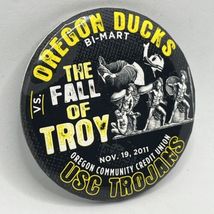 OREGON DUCKS
BI-MART
VS.
THE
FALL
OF
TROY
NOV. 19, 2011
OREGON COMMUNITY CREDIT UNION
USC TROJANS